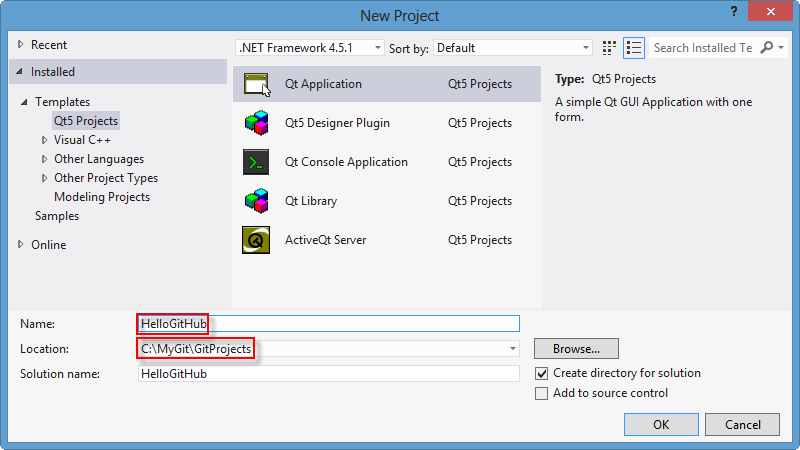 New Project
?
Recent
.NET Framework 4.5.1 Sort by: Default Search Installed Te
Installed
Templates
Qt5 Projects
Visual C++
Other Languages
Other Project Types
Modeling Projects
Samples
Online
Qt Application Qt5 Projects
Qt5 Designer Plugin Qt5 Projects
Qt Console Application Qt5 Projects
Qt Library Qt5 Projects
ActiveQt Server Qt5 Projects
Type: Qt5 Projects
A simple Qt GUI Application with one
form.
Name: HelloGitHub
Location: C:\MyGit\GitProjects Browse...
Solution name: HelloGitHub
Create directory for solution
Add to source control
OK Cancel